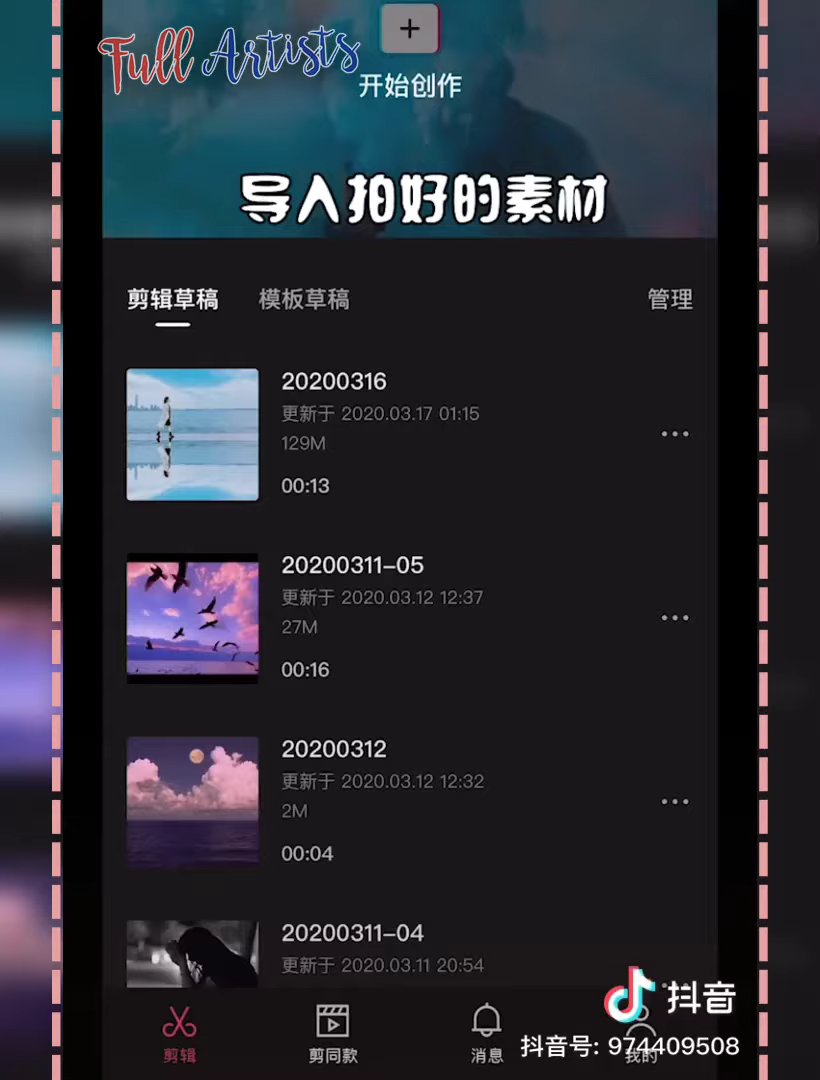 Full Artists
+
开始创作
导入拍好的素材
剪辑草稿 模板草稿 管理
20200316
更新于 2020.03.17 01:15
129M
00:13
20200311-05
更新于 2020.03.12 12:37
27M
00:16
20200312
更新于 2020.03.12 12:32
2M
00:04
20200311-04
更新于 2020.03.11 20:54
抖音
抖音号: 974409508
剪辑 剪同款 消息 我的